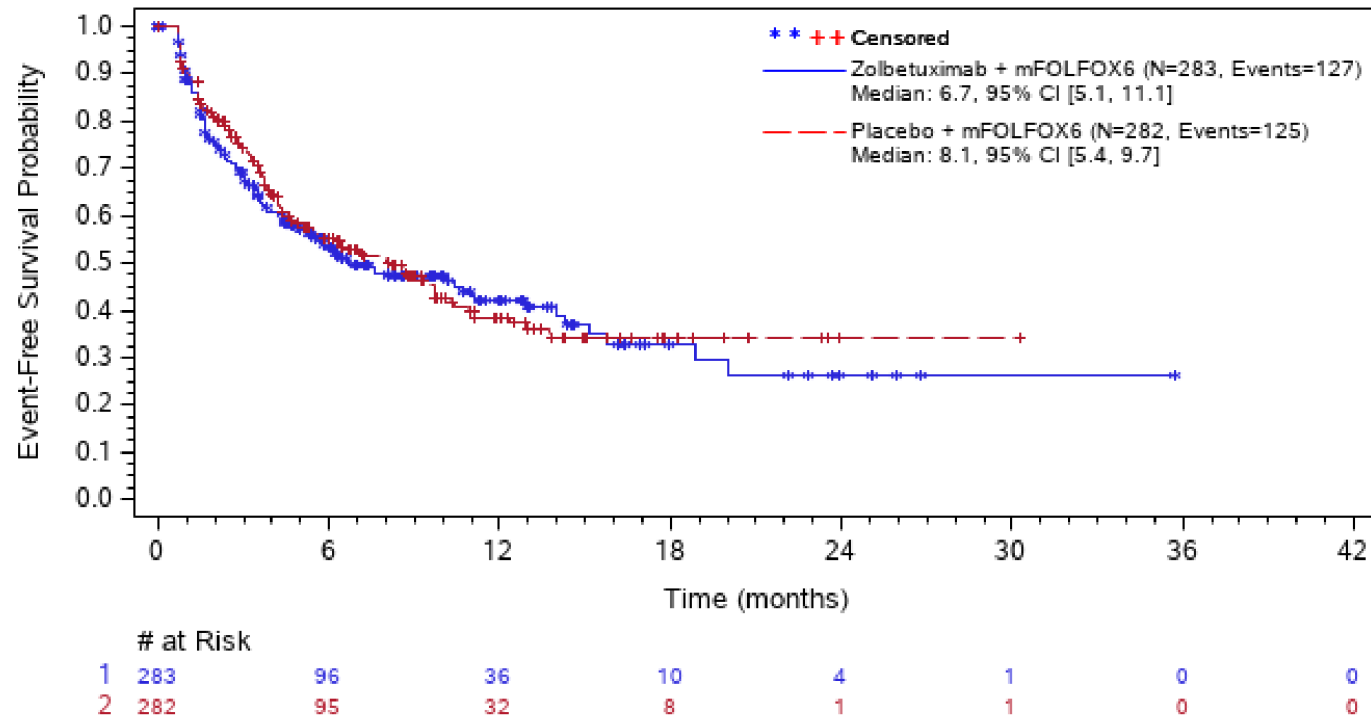 ** ++ Censored
Zolbetuximab + mFOLFOX6 (N=283, Events=127)
Median: 6.7, 95% CI [5.1, 11.1]
Placebo + mFOLFOX6 (N=282, Events=125)
Median: 8.1, 95% CI [5.4, 9.7]
Event-Free Survival Probability
1.0
0.9
0.8
0.7
0.6
0.5
0.4
0.3
0.2
0.1
0.0
0 6 12 18 24 30 36 42
Time (months)
# at Risk
1 283 96 36 10 4 1 0 0
2 282 95 32 8 1 1 0 0